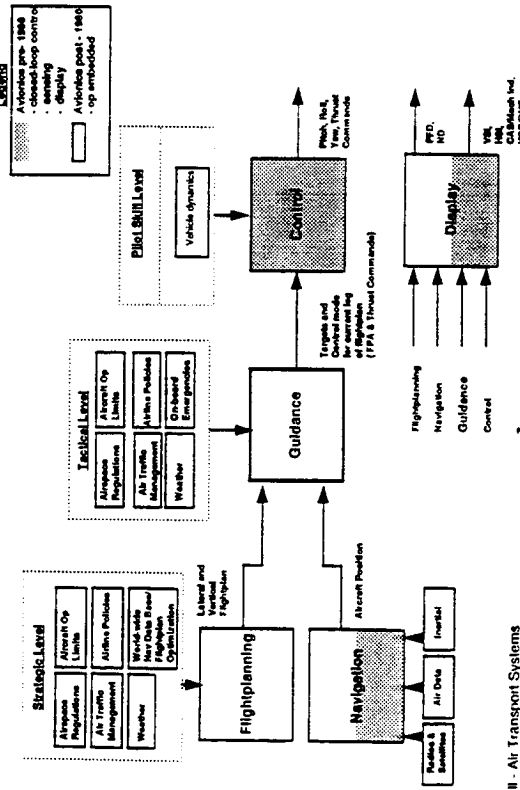 Legend
Avionics pre- 1980
- closed-loop control
- sensing
- display
Avionics post - 1980
- op embedded
Strategic Level
Airspace
Regulations
Aircraft Op
Limits
Air Traffic
Management
Airline Policies
Weather
World-wide
Nav Data Base/
Flightplan
Optimization
Tactical Level
Airspace
Regulations
Aircraft Op
Limits
Air Traffic
Management
Airline Policies
Weather
On-board
Emergencies
Pilot Skill Level
Vehicle dynamics
Flightplanning
Lateral and
Vertical
Flightplan
Navigation
Aircraft Position
Radios &
Satellites
Air Data
Inertial
Guidance
Targets and
Control mode
for current leg
of flightplan
(FPA & Thrust Commands)
Control
Pitch, Roll,
Yaw, Thrust
Commands
Flightplanning
Navigation
Guidance
Control
Display
PFD,
ND
VSI,
HSI,
II - Air Transport Systems